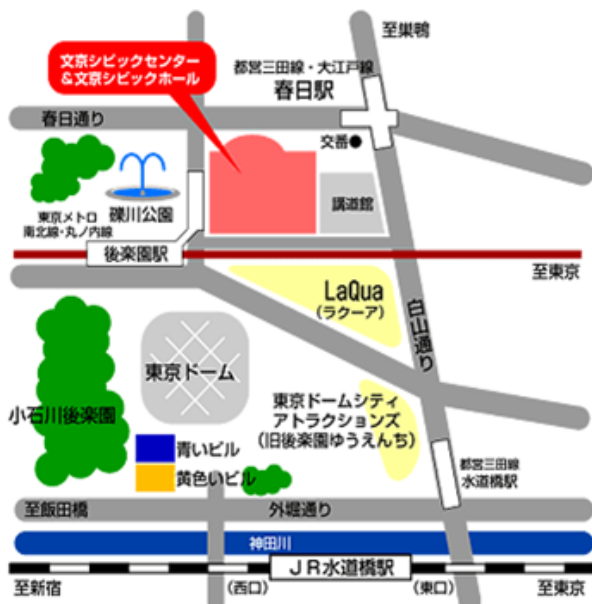 至巣鴨
文京シビックセンター
&文京シビックホール
都営三田線・大江戸線
春日駅
春日通り
交番
講道館
礫川公園
東京メトロ
南北線・丸ノ内線
後楽園駅
至東京
LaQua
(ラクーア)
白山通り
東京ドーム
小石川後楽園
東京ドームシティ
アトラクションズ
(旧後楽園ゆうえんち)
青いビル
黄色いビル
都営三田線
水道橋駅
至飯田橋
外堀通り
神田川
JR水道橋駅
至新宿
(西口)
(東口)
至東京